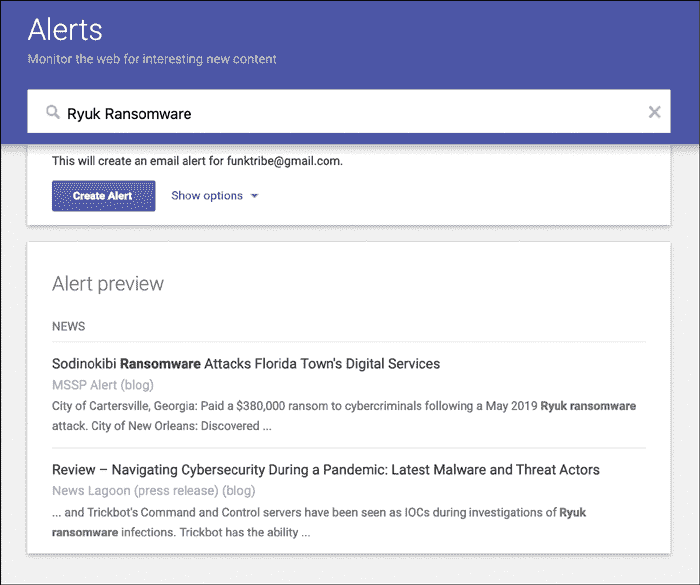 Alerts
Monitor the web for interesting new content
Ryuk Ransomware
This will create an email alert for funktribe@gmail.com.
Create Alert
Show options
Alert preview
NEWS
Sodinokibi Ransomware Attacks Florida Town's Digital Services
MSSP Alert (blog)
City of Cartersville, Georgia: Paid a $380,000 ransom to cybercriminals following a May 2019 Ryuk ransomware
attack. City of New Orleans: Discovered ...
Review – Navigating Cybersecurity During a Pandemic: Latest Malware and Threat Actors
News Lagoon (press release) (blog)
... and Trickbot's Command and Control servers have been seen as IOCs during investigations of Ryuk
ransomware infections. Trickbot has the ability ...